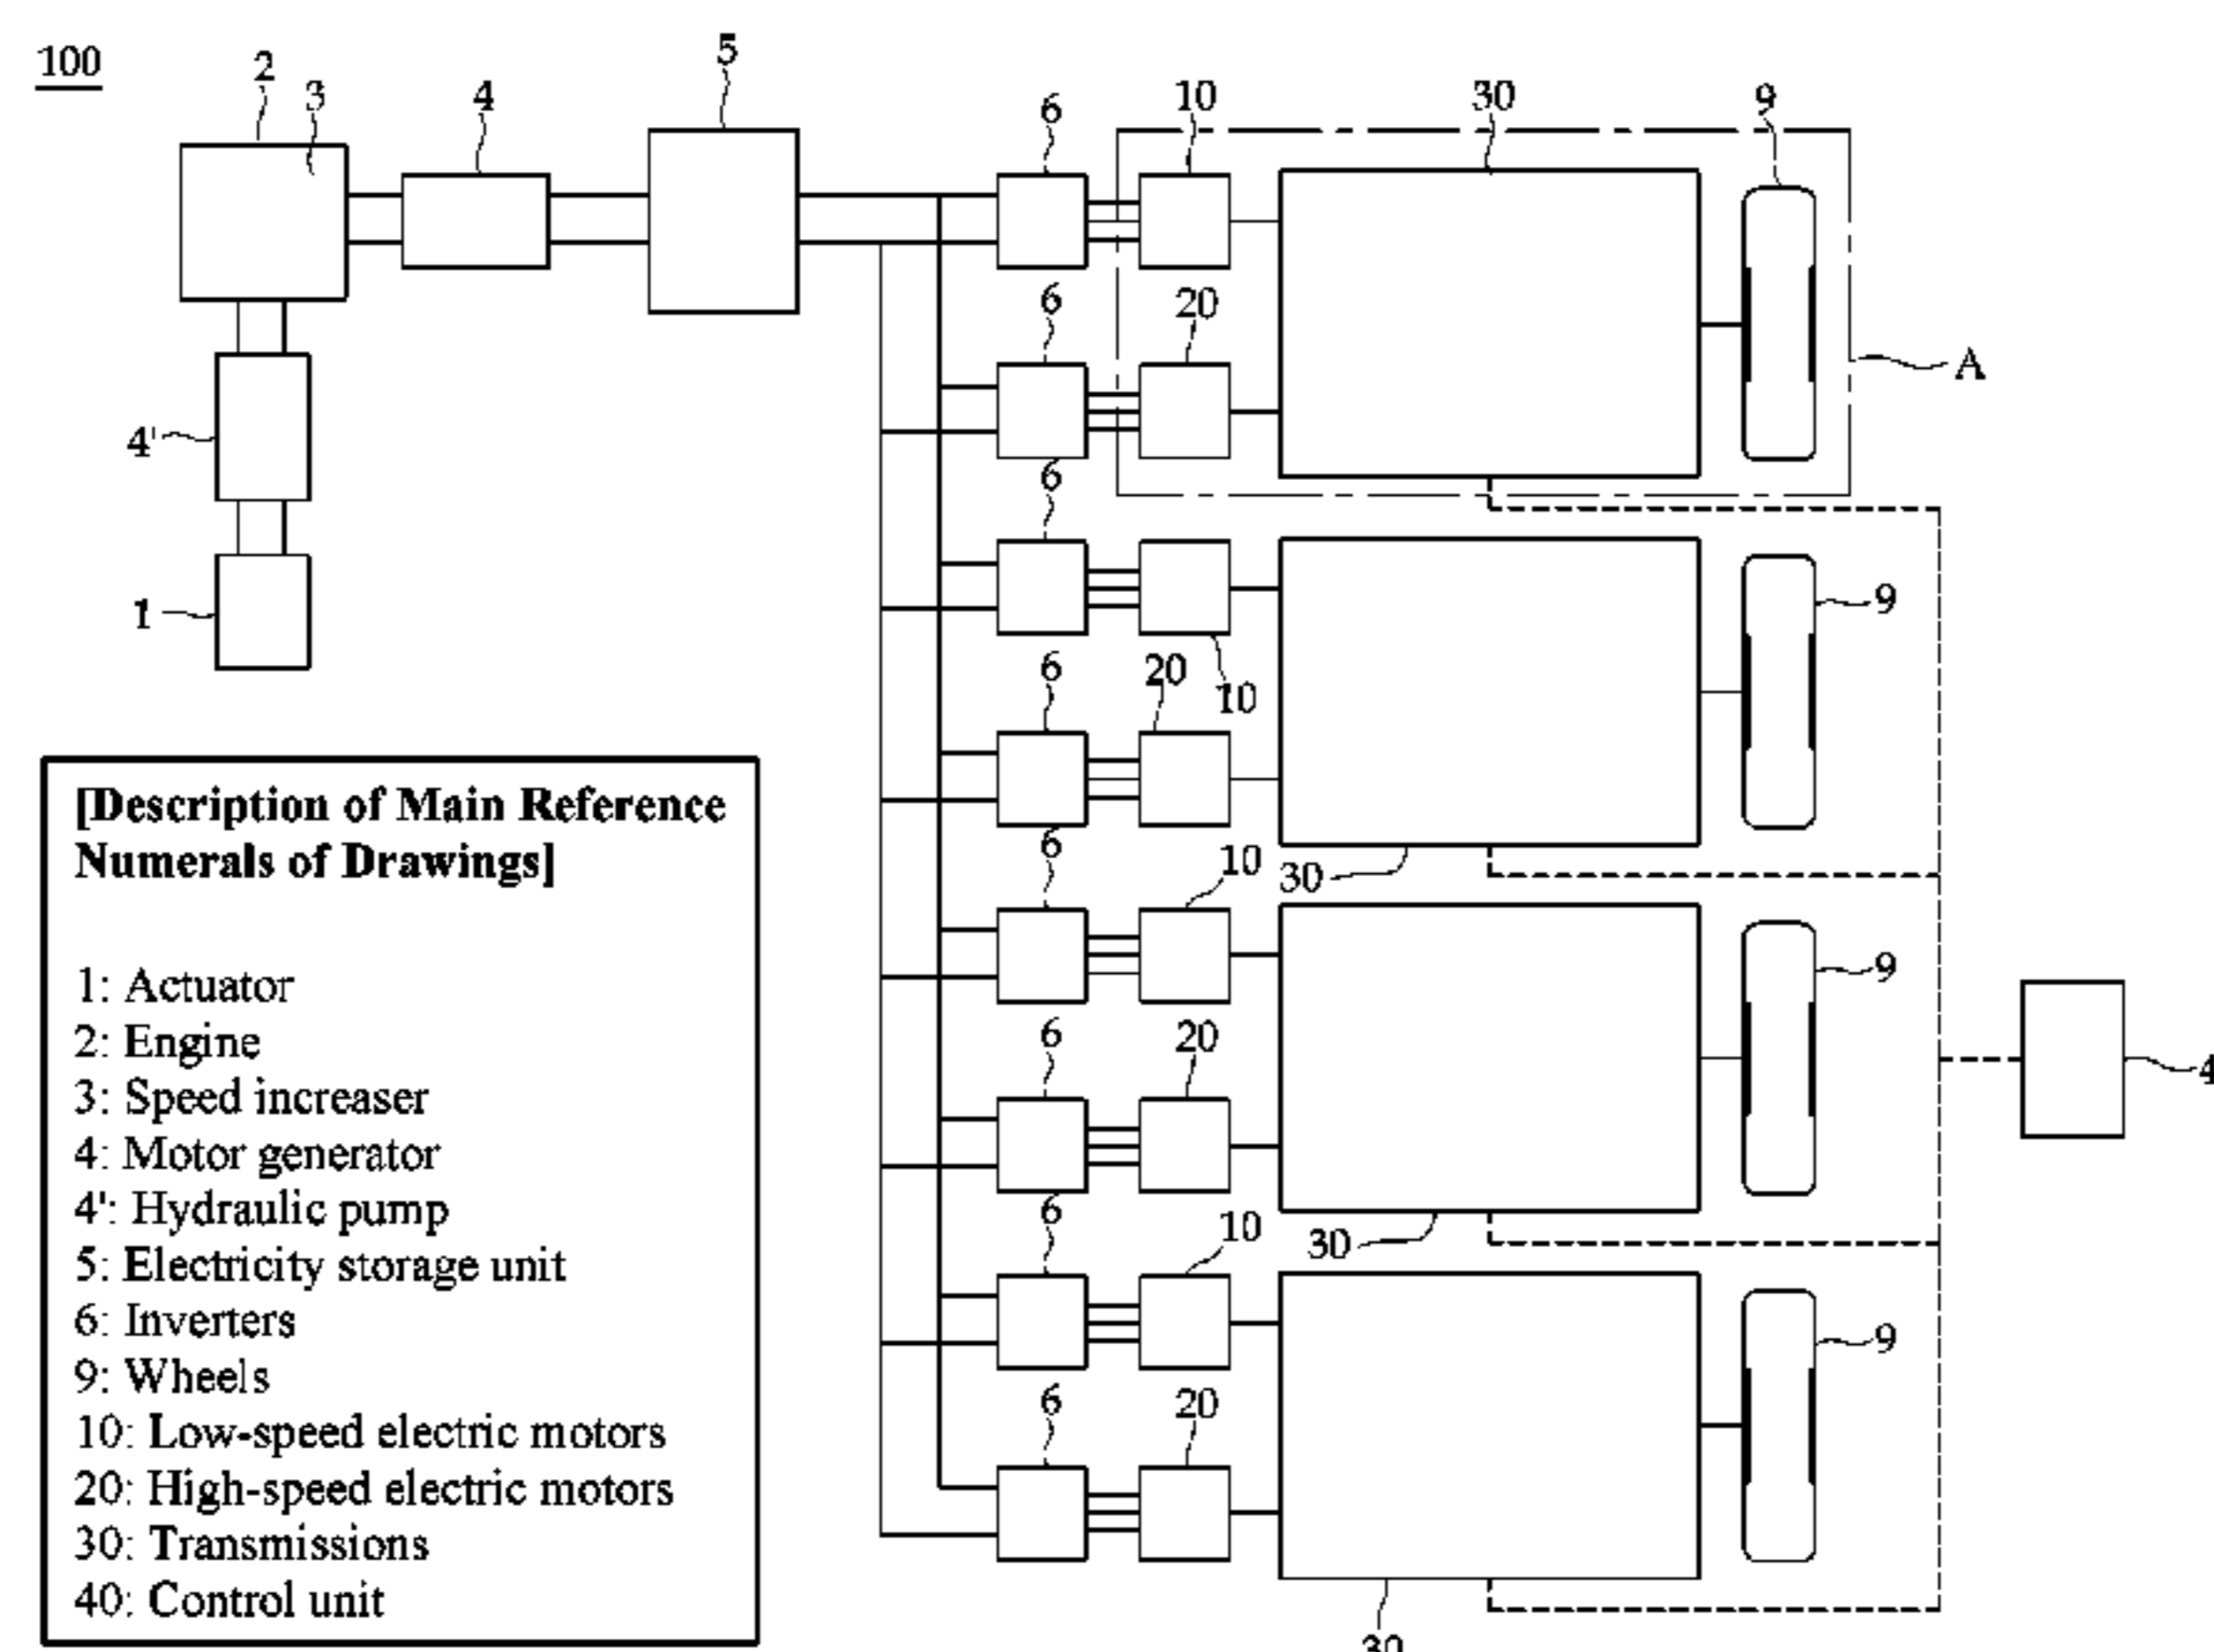 100
2
3
4
5
6
10
30
9
6
20
A
4'
6
9
1
6
20
10
[Description of Main Reference
Numerals of Drawings]
6
10
30
9
1: Actuator
2: Engine
3: Speed increaser
6
20
4
4: Motor generator
4': Hydraulic pump
6
10
30
5: Electricity storage unit
6: Inverters
9
9: Wheels
6
20
10: Low-speed electric motors
20: High-speed electric motors
30: Transmissions
40: Control unit
30